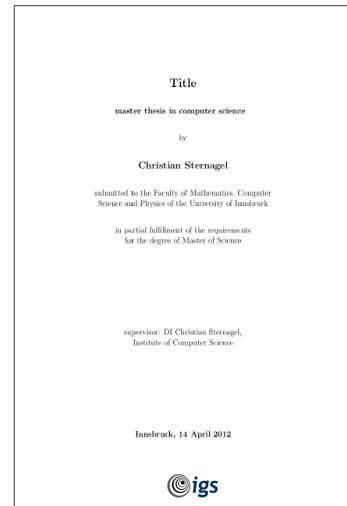 Title
master thesis in computer science
by
Christian Sternagel
submitted to the Faculty of Mathematics, Computer
Science and Physics of the University of Innsbruck
in partial fulfillment of the requirements
for the degree of Master of Science
supervisor: DI Christian Sternagel,
Institute of Computer Science
Innsbruck, 14 April 2012
igs